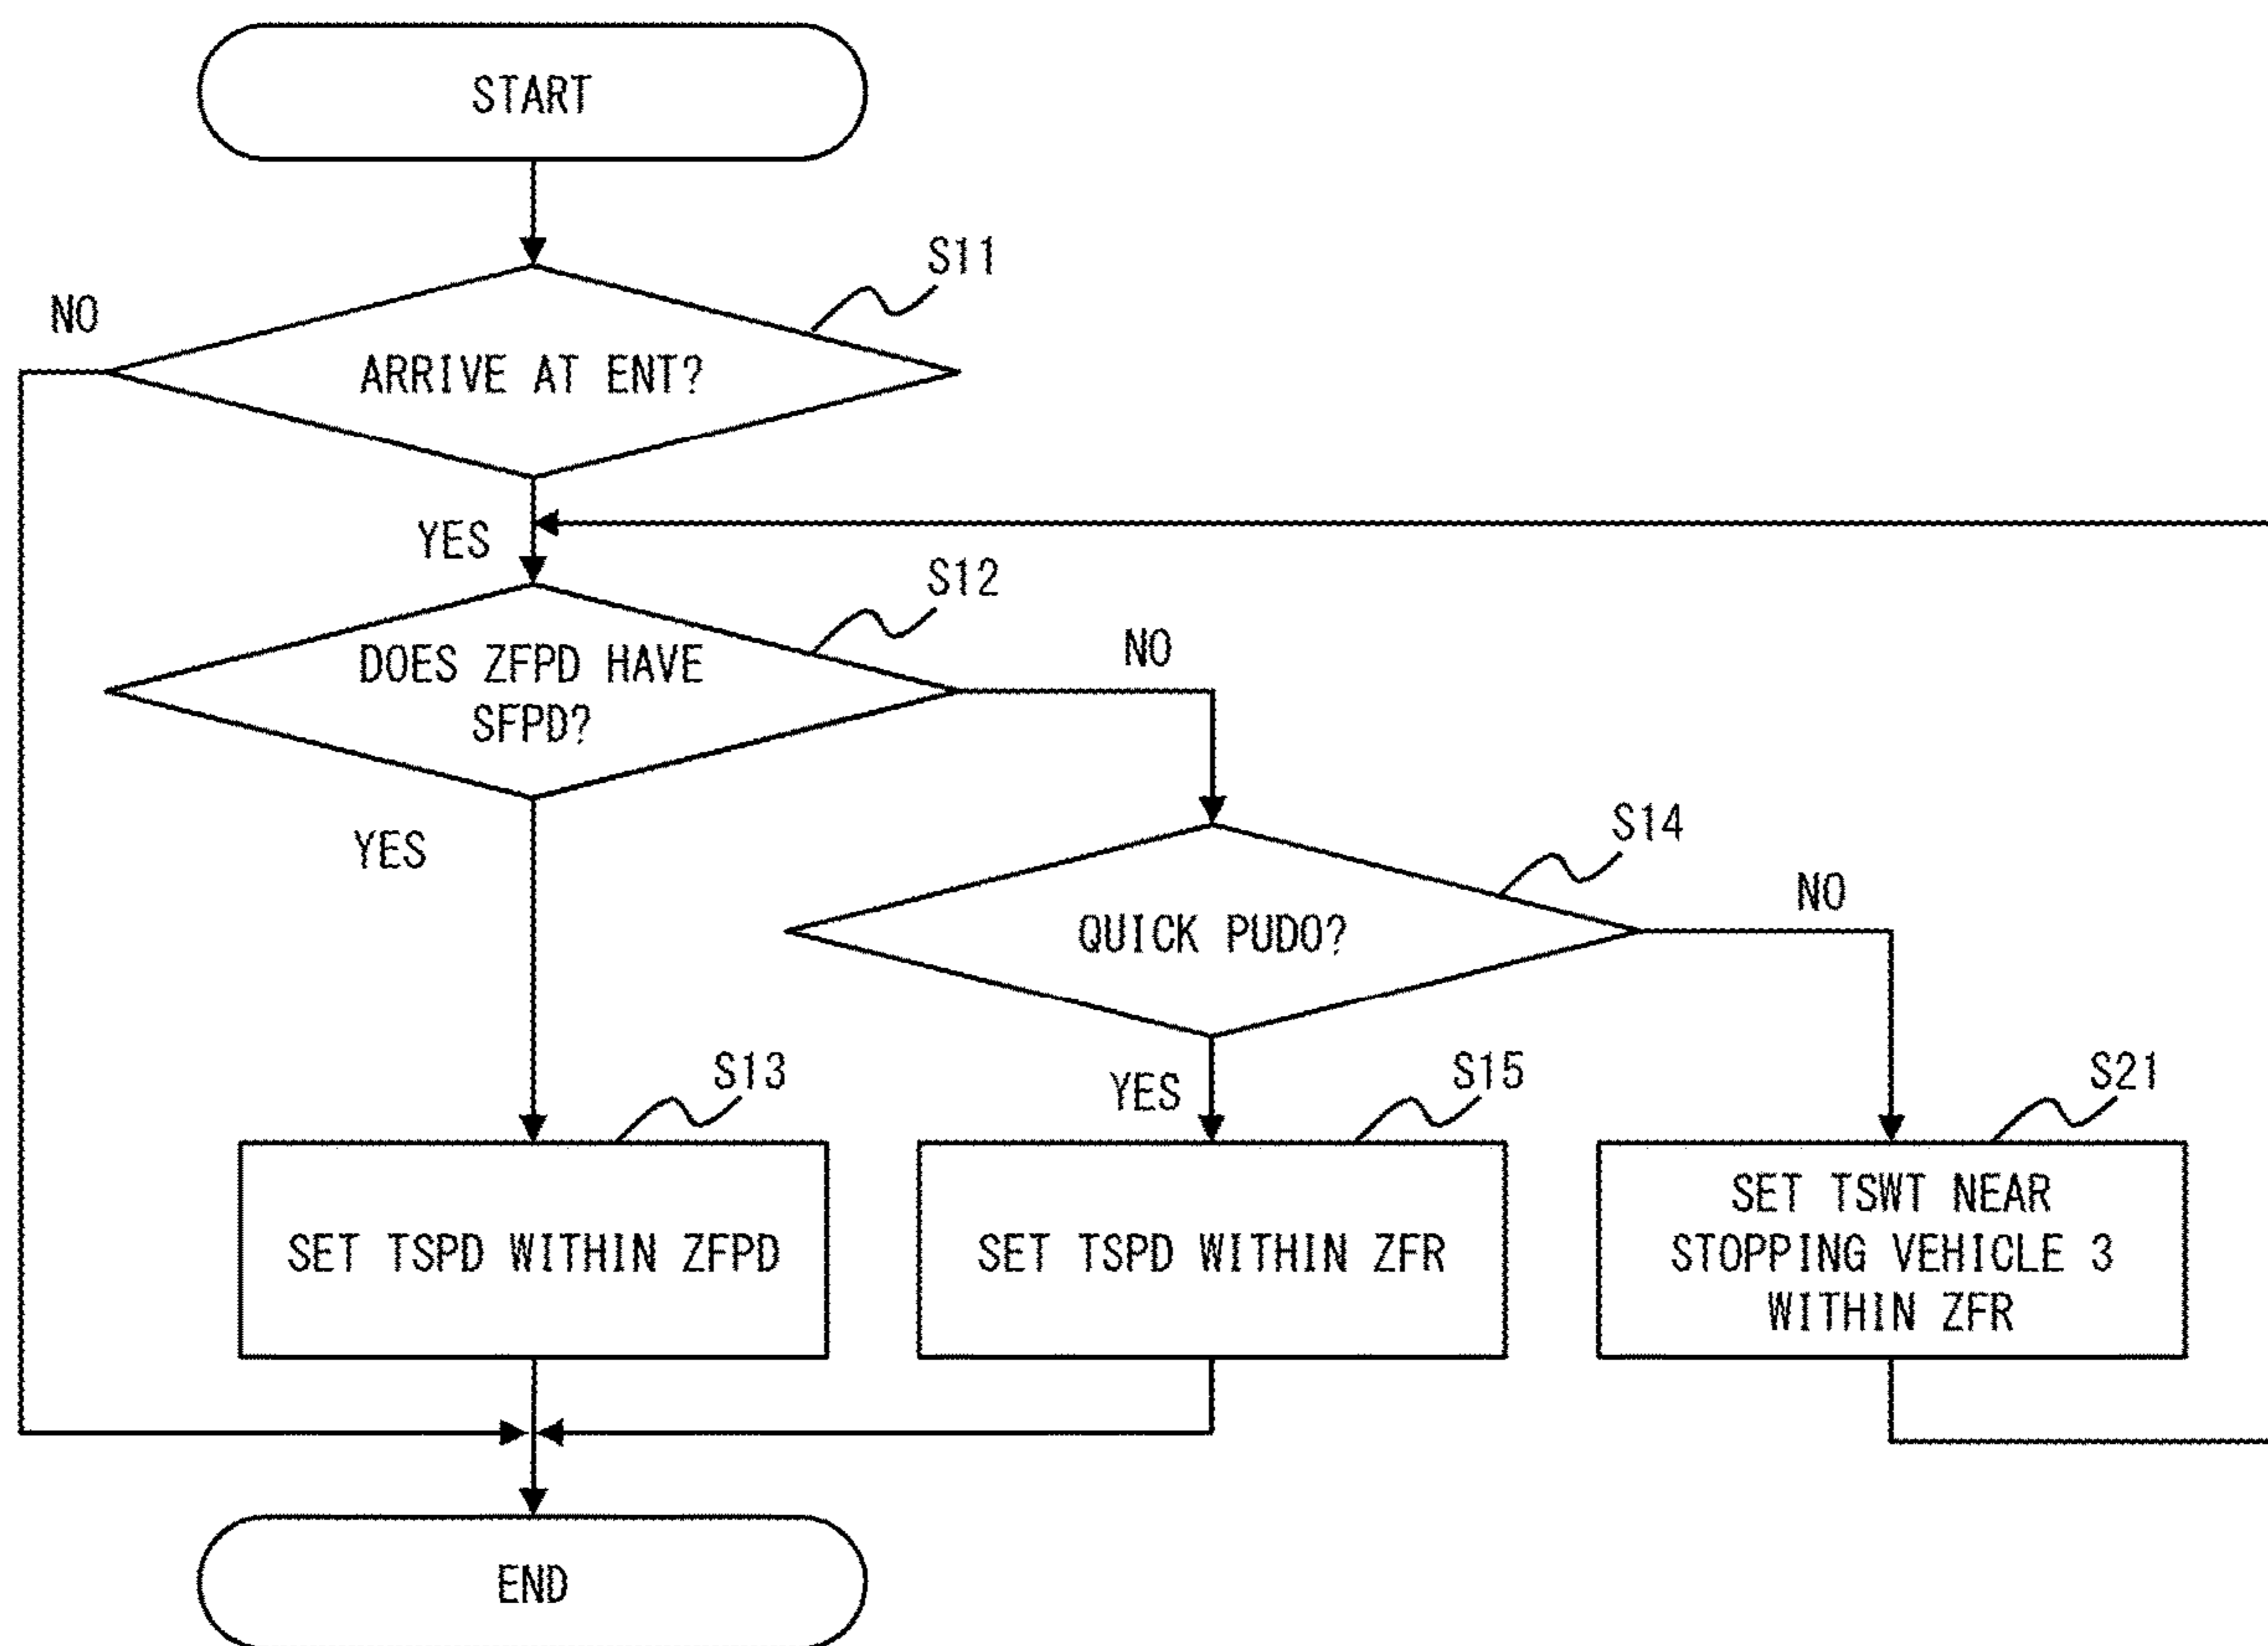 START
S11
NO
ARRIVE AT ENT?
YES
S12
NO
DOES ZFPD HAVE
SFPD?
YES
S14
NO
QUICK PUDO?
S13
YES
S15
S21
SET TSPD WITHIN ZFPD
SET TSPD WITHIN ZFR
SET TSWT NEAR
STOPPING VEHICLE 3
WITHIN ZFR
END